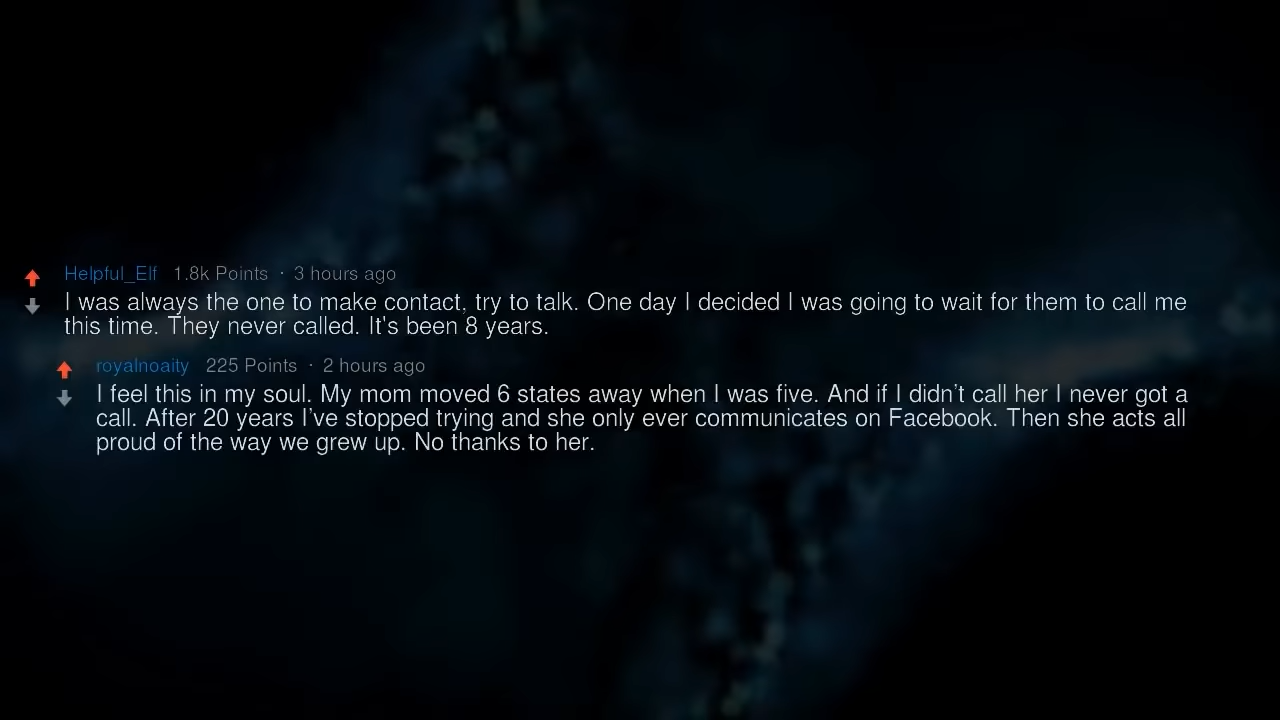 Helpful_Elf 1.8k Points · 3 hours ago
I was always the one to make contact, try to talk. One day I decided I was going to wait for them to call me
this time. They never called. It's been 8 years.
royalnoaity 225 Points · 2 hours ago
I feel this in my soul. My mom moved 6 states away when I was five. And if I didn’t call her I never got a
call. After 20 years I’ve stopped trying and she only ever communicates on Facebook. Then she acts all
proud of the way we grew up. No thanks to her.